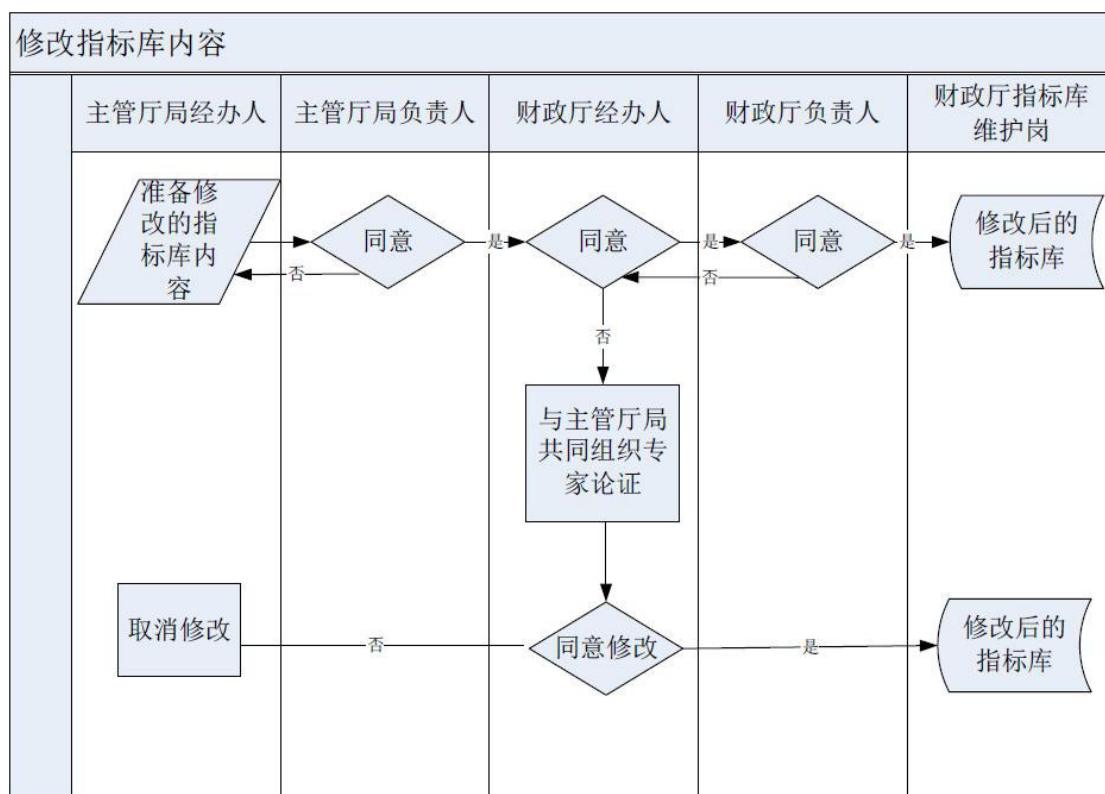 修改指标库内容
主管厅局经办人
主管厅局负责人
财政厅经办人
财政厅负责人
财政厅指标库
维护岗
准备修
改的指
标库内
容
同意
是
同意
是
同意
是
修改后的
指标库
否
否
否
与主管厅局
共同组织专
家论证
取消修改
否
同意修改
是
修改后的
指标库